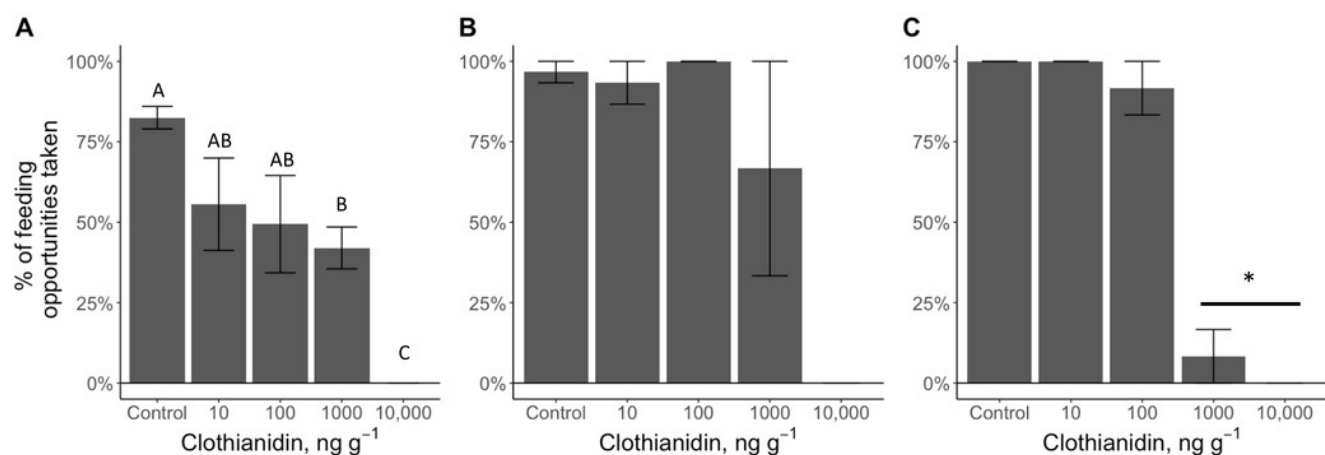 A
% of feeding
opportunities taken
100%
75%
50%
25%
0%
A
AB
AB
B
C
Control 10 100 1000 10,000
Clothianidin, ng g⁻¹
B
100%
75%
50%
25%
0%
Control 10 100 1000 10,000
Clothianidin, ng g⁻¹
C
100%
75%
50%
25%
0%
*
Control 10 100 1000 10,000
Clothianidin, ng g⁻¹